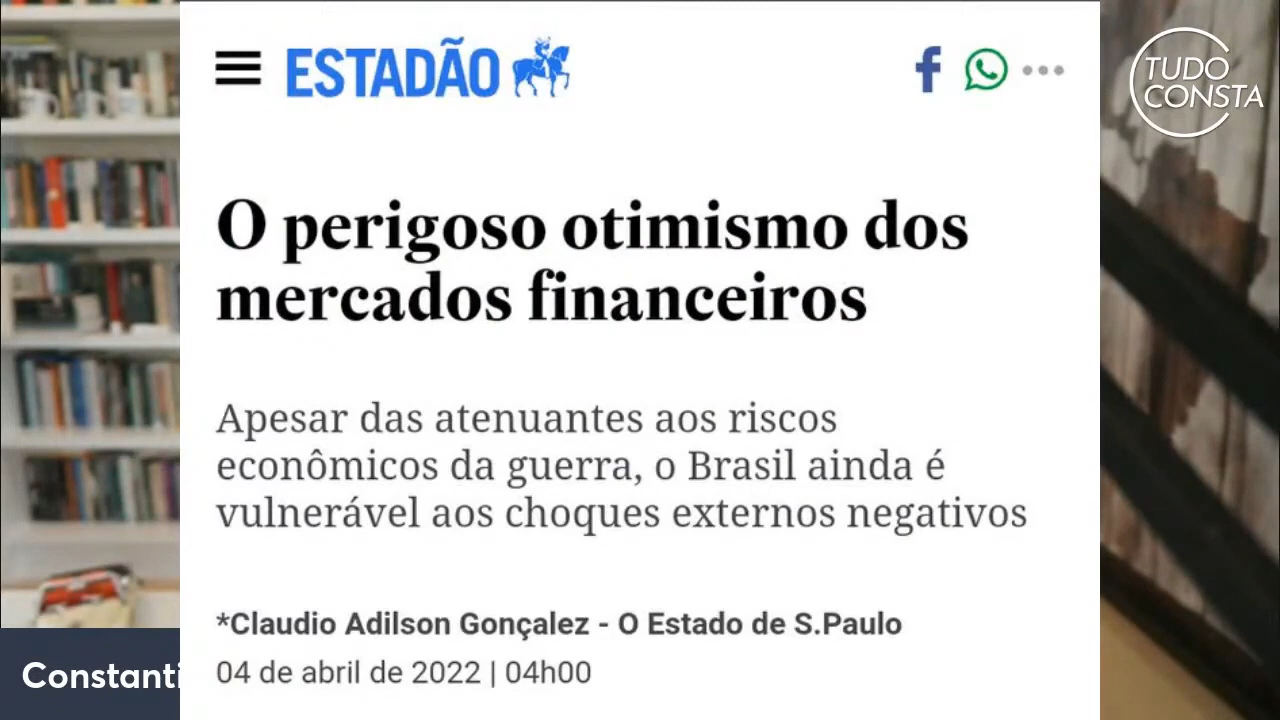 ESTADÃO
TUDO
CONSTA
O perigoso otimismo dos
mercados financeiros
Apesar das atenuantes aos riscos
econômicos da guerra, o Brasil ainda é
vulnerável aos choques externos negativos
*Claudio Adilson Gonçalez - O Estado de S.Paulo
04 de abril de 2022 | 04h00
Constanti